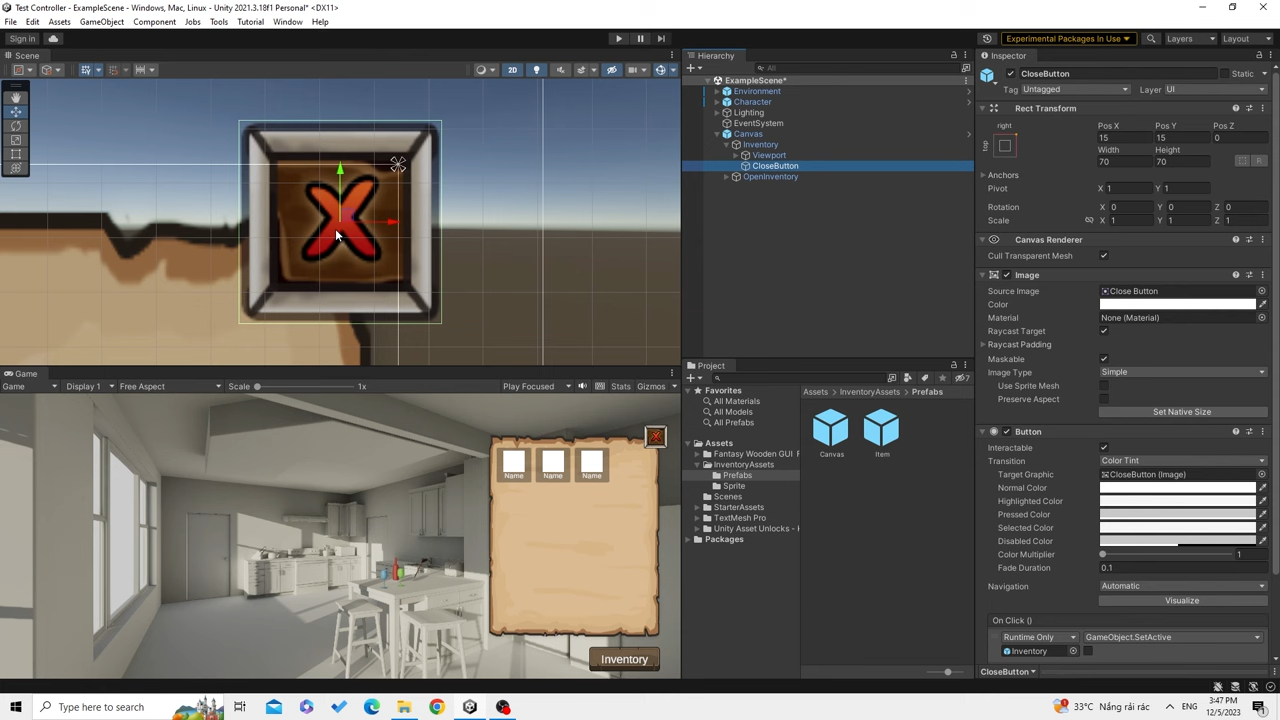 Test Controller - ExampleScene - Windows, Mac, Linux - Unity 2021.3.18f1 Personal* <DX11>
File Edit Assets GameObject Component Jobs Tools Tutorial Window Help
Sign in
Experimental Packages In Use
Layers
Layout
Scene
2D
Game
Game
Display 1
Free Aspect
Scale
1x
Play Focused
Stats
Gizmos
Name
Name
Name
Inventory
Hierarchy
All
ExampleScene*
Environment
Character
Lighting
EventSystem
Canvas
Inventory
Viewport
CloseButton
OpenInventory
Project
7
Favorites
All Materials
All Models
All Prefabs
Assets
Fantasy Wooden GUI
InventoryAssets
Prefabs
Sprite
Scenes
StarterAssets
TextMesh Pro
Unity Asset Unlocks -
Packages
Assets
InventoryAssets
Prefabs
Canvas
Item
Inspector
CloseButton
Static
Tag Untagged
Layer UI
Rect Transform
right
top
Pos X Pos Y Pos Z
15 15 0
Width Height
70 70
R
Anchors
Pivot X 1 Y 1
Rotation X 0 Y 0 Z 0
Scale X 1 Y 1 Z 1
Canvas Renderer
Cull Transparent Mesh
Image
Source Image Close Button
Color
Material None (Material)
Raycast Target
Raycast Padding
Maskable
Image Type Simple
Use Sprite Mesh
Preserve Aspect
Set Native Size
Button
Interactable
Transition Color Tint
Target Graphic CloseButton (Image)
Normal Color
Highlighted Color
Pressed Color
Selected Color
Disabled Color
Color Multiplier 1
Fade Duration 0.1
Navigation Automatic
Visualize
On Click ()
Runtime Only GameObject.SetActive
Inventory
CloseButton
Type here to search
33°C Nắng rải rác
3:47 PM
12/5/2023
1